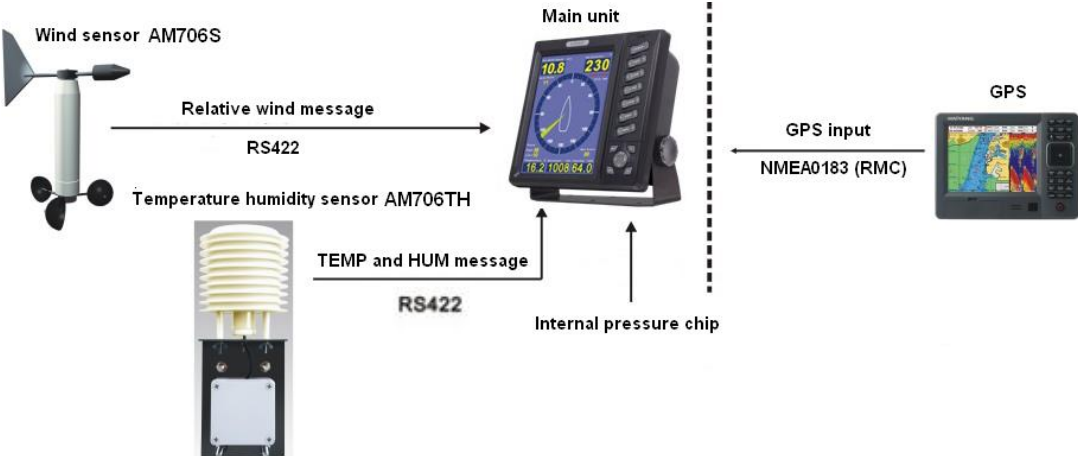 Main unit
Wind sensor AM706S
10.8 230
GPS
Relative wind message
GPS input
RS422
NMEA0183 (RMC)
16.2 1008 64.0
Temperature humidity sensor AM706TH
TEMP and HUM message
RS422
Internal pressure chip